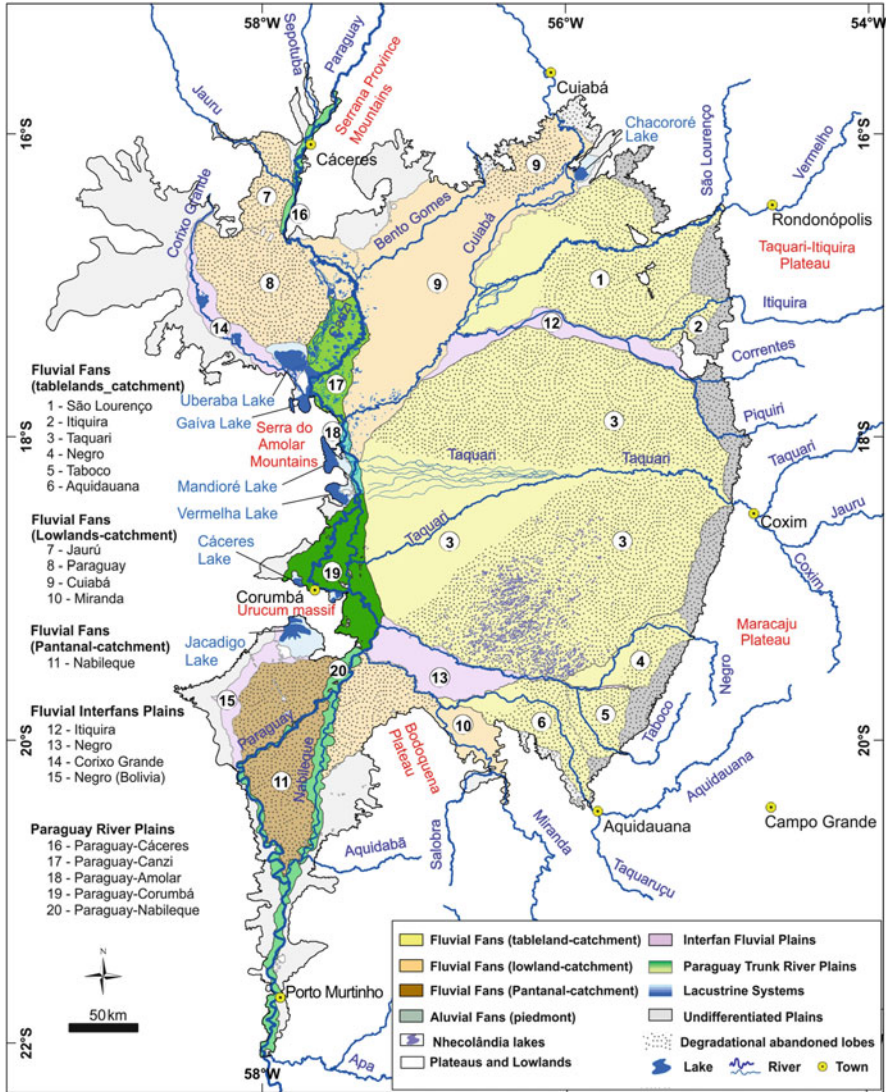 58°W
56°W
54°W
Sepotuba
Paraguay
Jauru
Serrana Province
Mountains
Cuiabá
Chacororé
Lake
São Lourenço
Vermelho
16°S
16°S
Cáceres
Corixo Grande
7
16
9
Bento Gomes
Cuiabá
Rondonópolis
Taquari-Itiquira
Plateau
8
9
1
Itiquira
14
12
2
Correntes
Canzi
Fluvial Fans
(tablelands_catchment)
1 - São Lourenço
2 - Itiquira
3 - Taquari
4 - Negro
5 - Taboco
6 - Aquidauana
Uberaba Lake
17
Gaíva Lake
Piquiri
3
18°S
18°S
Serra do
Amolar
Mountains
18
Taquari
Taquari
Taquari
Mandioré Lake
Vermelha Lake
Jauru
Coxim
Fluvial Fans
(Lowlands-catchment)
7 - Jaurú
8 - Paraguay
9 - Cuiabá
10 - Miranda
Cáceres
Lake
Taquari
3
3
Coxim
19
Corumbá
Urucum massif
Maracaju
Plateau
Fluvial Fans
(Pantanal-catchment)
11 - Nabileque
Jacadigo
Lake
4
Negro
20
13
15
5
Taboco
Fluvial Interfans Plains
12 - Itiquira
13 - Negro
14 - Corixo Grande
15 - Negro (Bolivia)
Paraguay
10
6
20°S
20°S
Bodoquena
Plateau
11
Nabileque
Aquidauana
Paraguay River Plains
16 - Paraguay-Cáceres
17 - Paraguay-Canzi
18 - Paraguay-Amolar
19 - Paraguay-Corumbá
20 - Paraguay-Nabileque
Aquidauana
Campo Grande
Aquidabã
Salobra
Miranda
Taquaruçu
N
50 km
Porto Murtinho
Apa
22°S
22°S
58°W
Fluvial Fans (tableland-catchment)
Fluvial Fans (lowland-catchment)
Fluvial Fans (Pantanal-catchment)
Aluvial Fans (piedmont)
Nhecolândia lakes
Plateaus and Lowlands
Interfan Fluvial Plains
Paraguay Trunk River Plains
Lacustrine Systems
Undifferentiated Plains
Degradational abandoned lobes
Lake
River
Town